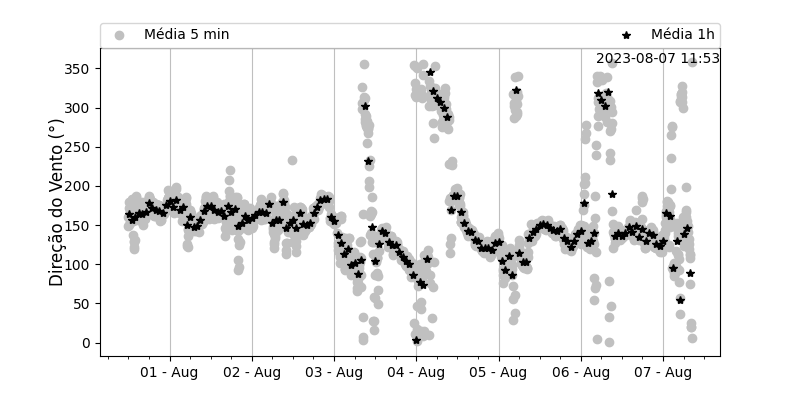 Média 5 min
Média 1h
2023-08-07 11:53
Direção do Vento (°)
350
300
250
200
150
100
50
0
01 - Aug
02 - Aug
03 - Aug
04 - Aug
05 - Aug
06 - Aug
07 - Aug